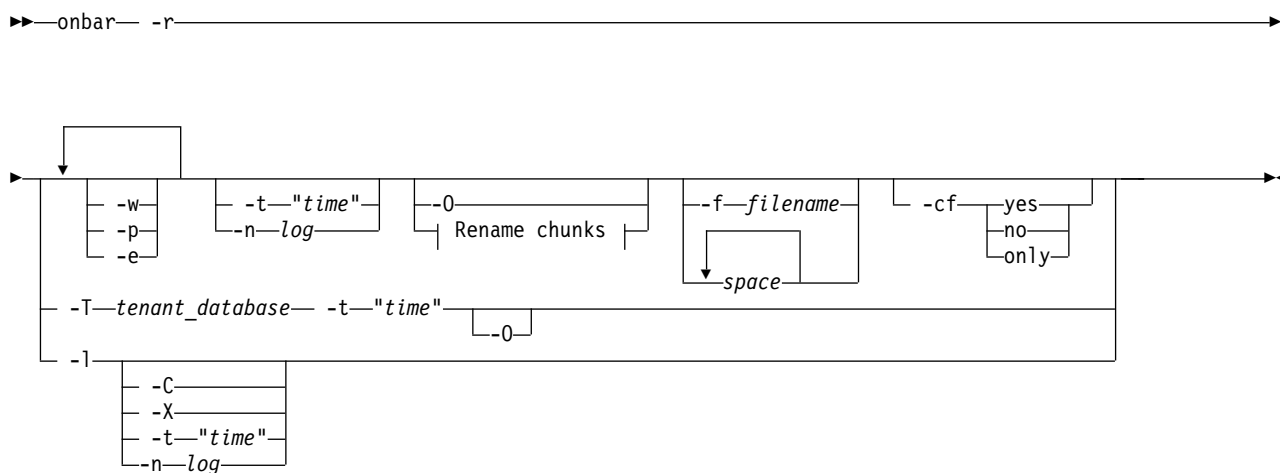 onbar -r
-w -t "time" -O -f filename -cf yes
-p -n log Rename chunks no
-e only
space
-T tenant_database -t "time"
-O
-l
-C
-X
-t "time"
-n log